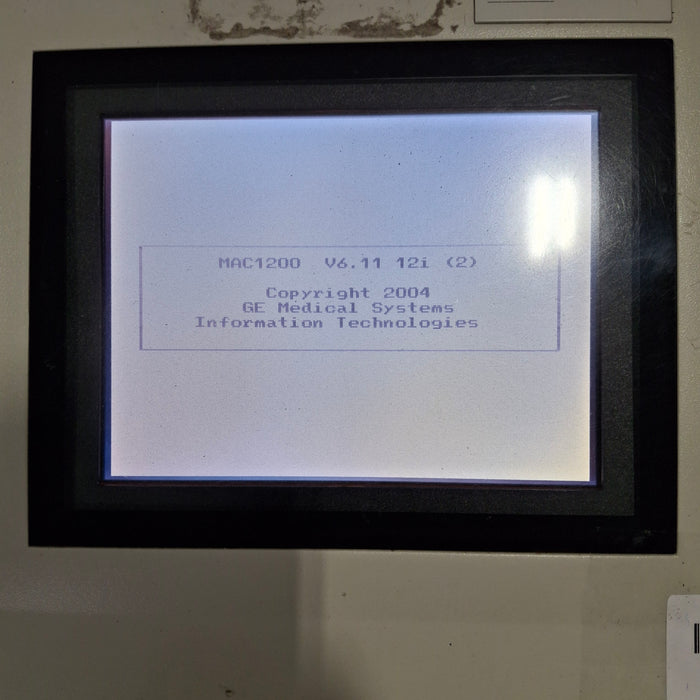 MAC1200 V6.11 12i (2)
Copyright 2004
GE Medical Systems
Information Technologies